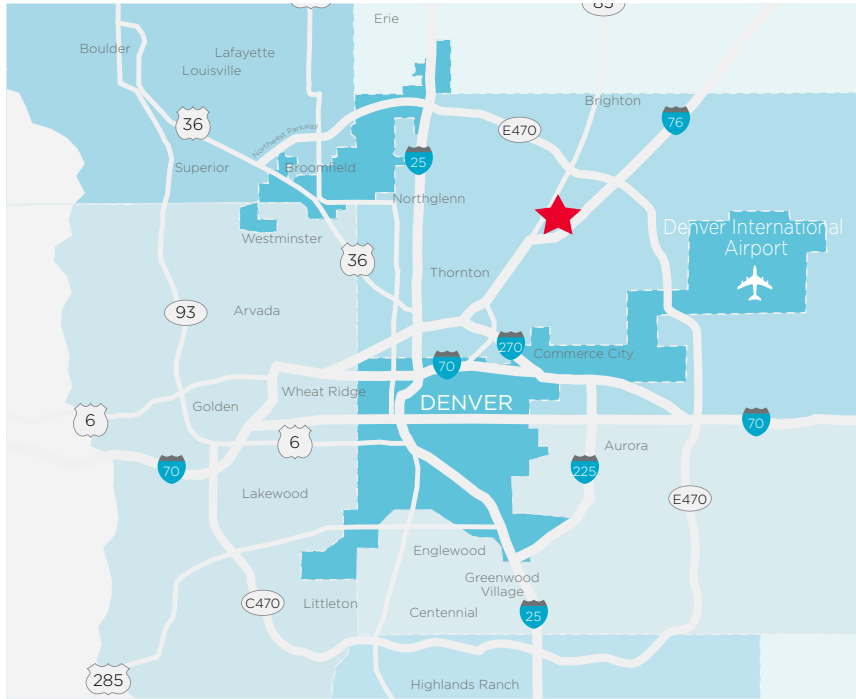 Erie
85
Boulder
Lafayette
Louisville
Brighton
36
E470
76
Northwest Parkway
25
Superior
Broomfield
Northglenn
Westminster
Denver International
Airport
36
Thornton
93
Arvada
270
Commerce City
70
Wheat Ridge
DENVER
Golden
6
70
6
Aurora
70
225
Lakewood
E470
Englewood
Greenwood
Village
C470
Littleton
Centennial
25
285
Highlands Ranch